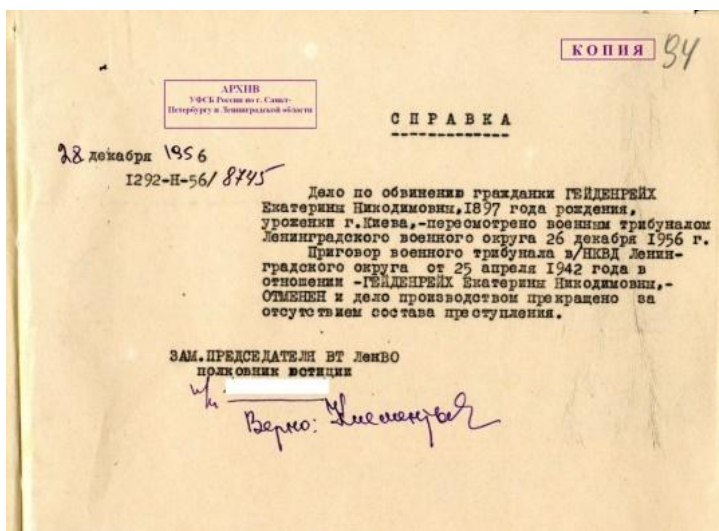 КОПИЯ 94
АРХИВ
УФСБ России по г. Санкт-
Петербургу и Ленинградской области
СПРАВКА
28 декабря 1956
1292-Н-56/8745
Дело по обвинению гражданки ГЕЙДЕНРЕЙХ
Екатерины Никодимовны,1897 года рождения,
уроженки г.Киева,-пересмотрено военным трибуналом
Ленинградского военного округа 26 декабря 1956 г.
Приговор военного трибунала в/НКВД Ленин-
градского округа от 25 апреля 1942 года в
отношении -ГЕЙДЕНРЕЙХ Екатерины Никодимовны,-
ОТМЕНЕН и дело производством прекращено за
отсутствием состава преступления.
ЗАМ.ПРЕДСЕДАТЕЛЯ ВТ ЛенВО
полковник юстиции
п/п
Верно: